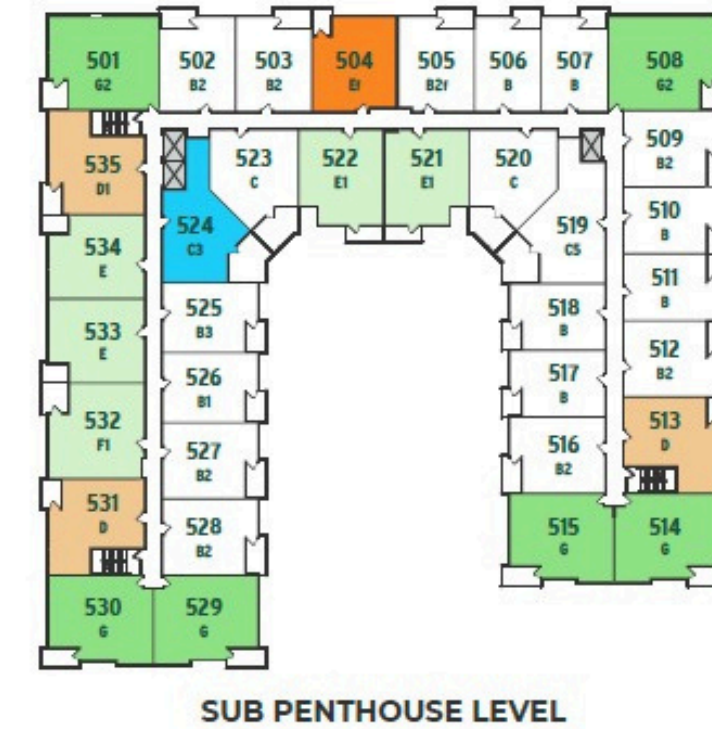 501
G2
502
B2
503
B2
504
Ef
505
B2f
506
B
507
B
508
G2
535
D1
523
C
522
E1
521
E1
520
C
509
B2
534
E
524
C3
519
C5
510
B
533
E
525
B3
518
B
511
B
532
F1
526
B1
517
B
512
B2
531
D
527
B2
516
B2
513
D
528
B2
515
G
514
G
530
G
529
G
SUB PENTHOUSE LEVEL